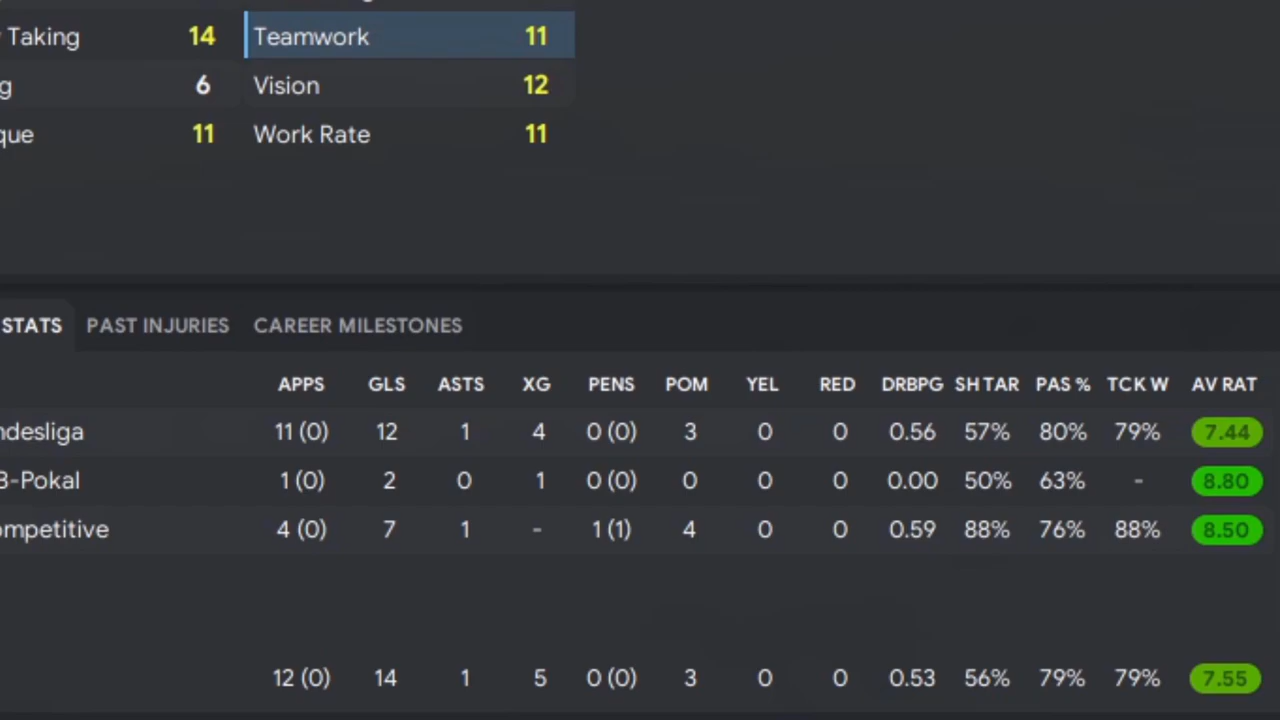 Taking 14 Teamwork 11
g 6 Vision 12
que 11 Work Rate 11
STATS PAST INJURIES CAREER MILESTONES
APPS GLS ASTS XG PENS POM YEL RED DRBPG SH TAR PAS % TCK W AV RAT
ndesliga 11 (0) 12 1 4 0 (0) 3 0 0 0.56 57% 80% 79% 7.44
B-Pokal 1 (0) 2 0 1 0 (0) 0 0 0 0.00 50% 63% - 8.80
ompetitive 4 (0) 7 1 - 1 (1) 4 0 0 0.59 88% 76% 88% 8.50
12 (0) 14 1 5 0 (0) 3 0 0 0.53 56% 79% 79% 7.55